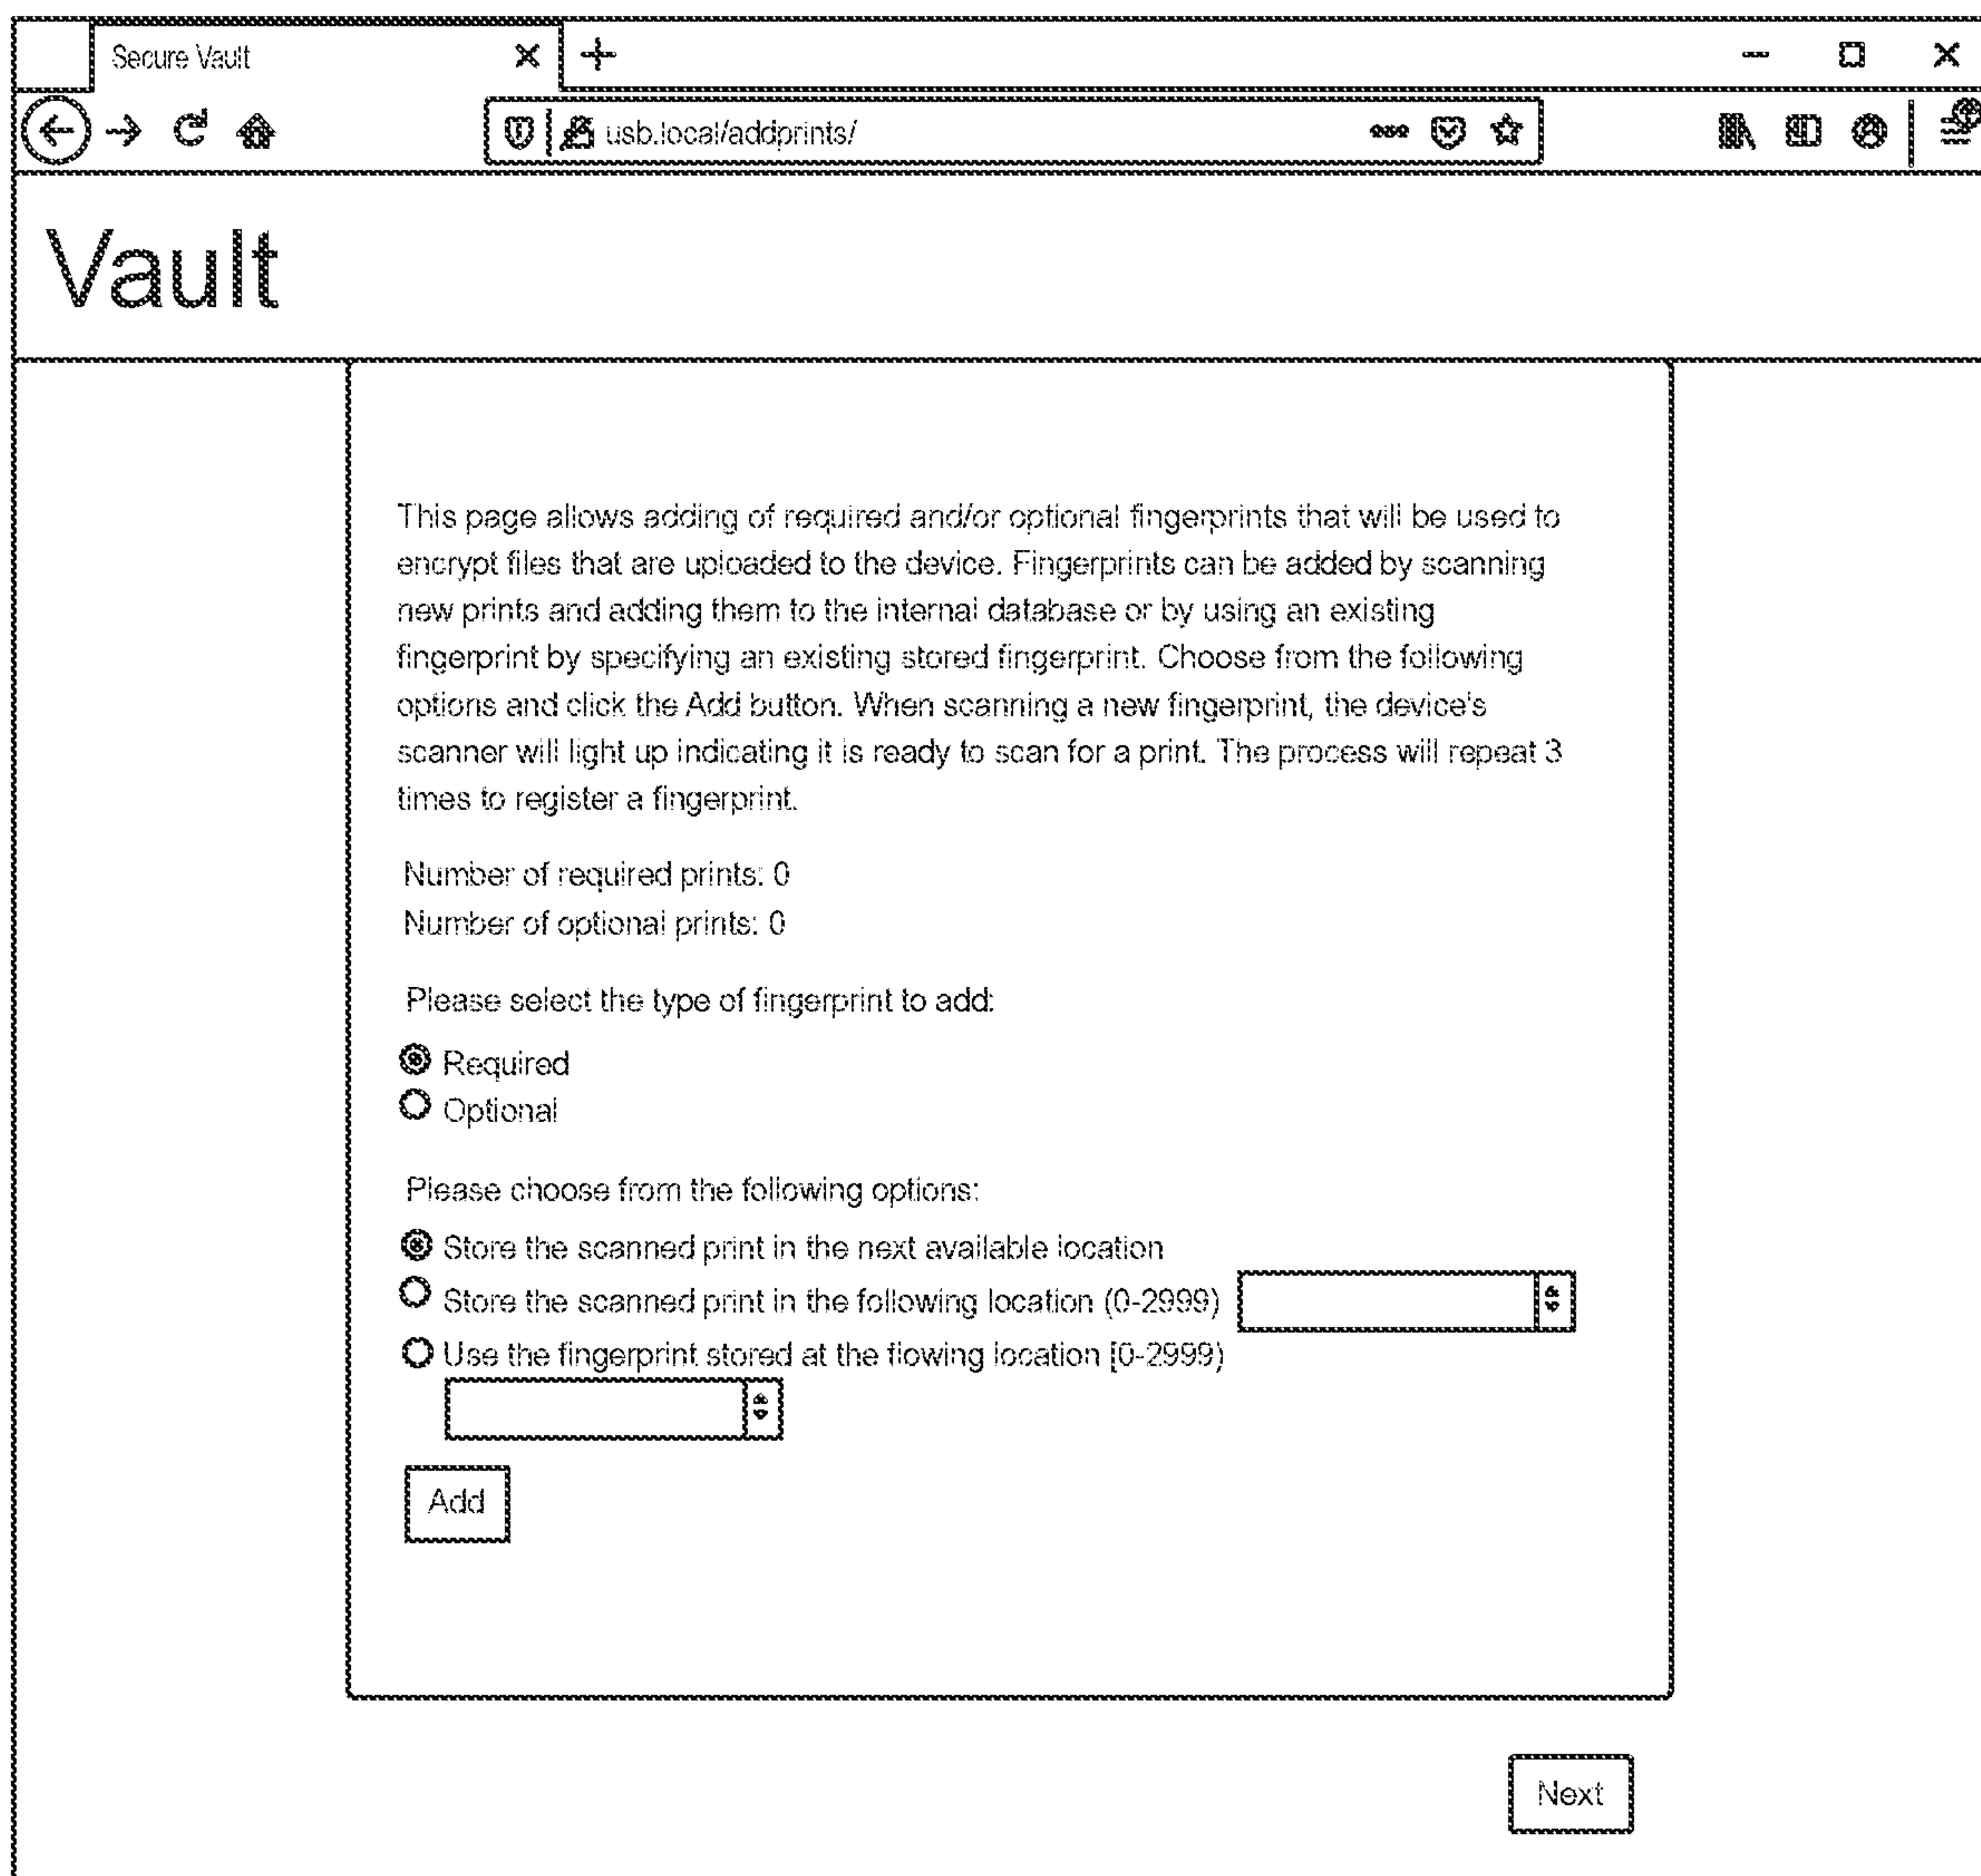 Secure Vault
usb.local/addprints/
Vault
This page allows adding of required and/or optional fingerprints that will be used to
encrypt files that are uploaded to the device. Fingerprints can be added by scanning
new prints and adding them to the internal database or by using an existing
fingerprint by specifying an existing stored fingerprint. Choose from the following
options and click the Add button. When scanning a new fingerprint, the device's
scanner will light up indicating it is ready to scan for a print. The process will repeat 3
times to register a fingerprint.
Number of required prints: 0
Number of optional prints: 0
Please select the type of fingerprint to add:
Required
Optional
Please choose from the following options:
Store the scanned print in the next available location
Store the scanned print in the following location (0-2999)
Use the fingerprint stored at the flowing location [0-2999)
Add
Next